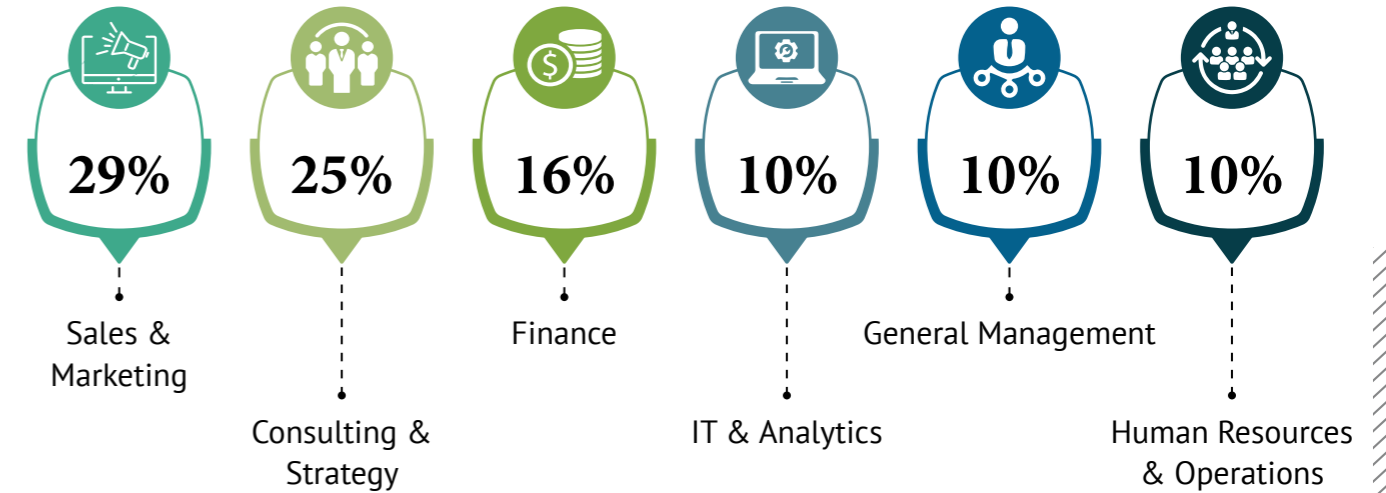 29%
25%
16%
10%
10%
10%
Sales &
Marketing
Consulting &
Strategy
Finance
IT & Analytics
General Management
Human Resources
& Operations